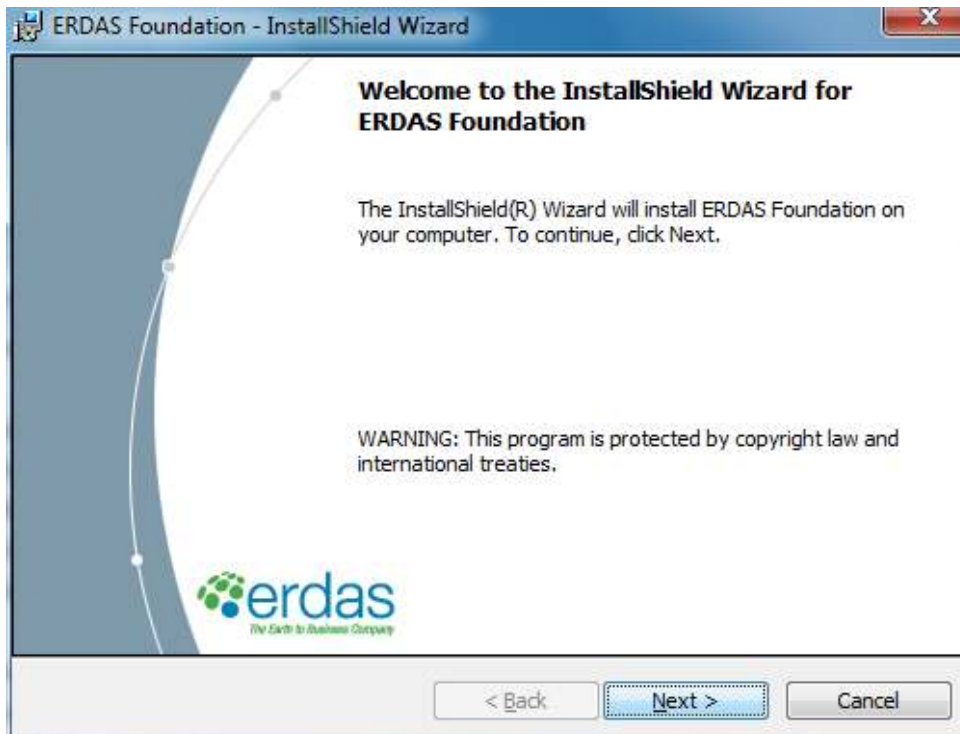 ERDAS Foundation - InstallShield Wizard
Welcome to the InstallShield Wizard for
ERDAS Foundation
The InstallShield(R) Wizard will install ERDAS Foundation on
your computer. To continue, click Next.
WARNING: This program is protected by copyright law and
international treaties.
erdas
The Earth to Business Company
< Back
Next >
Cancel